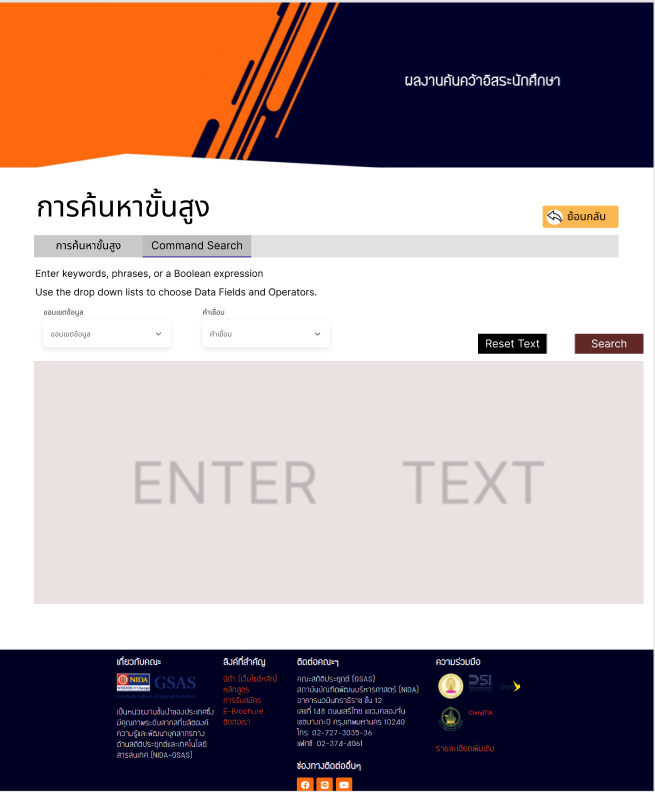 ผลงานค้นคว้าอิสระนักศึกษา
การค้นหาขั้นสูง
ย้อนกลับ
การค้นหาขั้นสูง
Command Search
Enter keywords, phrases, or a Boolean expression
Use the drop down lists to choose Data Fields and Operators.
ขอบเขตข้อมูล
คำเชื่อม
ขอบเขตข้อมูล
คำเชื่อม
Reset Text
Search
ENTER TEXT
เกี่ยวกับคณะ
NIDA
WISDOM for Change
GSAS
เป็นหน่วยงานชั้นนำของประเทศซึ่ง
มีคุณภาพระดับสากลที่ผลิตองค์
ความรู้และพัฒนาบุคลากรทาง
ด้านสถิติประยุกต์และเทคโนโลยี
สารสนเทศ (NIDA-GSAS)
ลิงค์ที่สำคัญ
นิด้า (เว็บไซต์หลัก)
หลักสูตร
การรับสมัคร
E-Brochure
ติดต่อเรา
ติดต่อคณะฯ
คณะสถิติประยุกต์ (GSAS)
สถาบันบัณฑิตพัฒนบริหารศาสตร์ (NIDA)
อาคารนวมินทราธิราช ชั้น 12
เลขที่ 148 ถนนเสรีไทย แขวงคลองจั่น
เขตบางกะปิ กรุงเทพมหานคร 10240
โทร: 02-727-3035-36
แฟกซ์: 02-374-4061
ช่องทางติดต่ออื่นๆ
ความร่วมมือ
DSI
CompTIA
รายละเอียดเพิ่มเติม